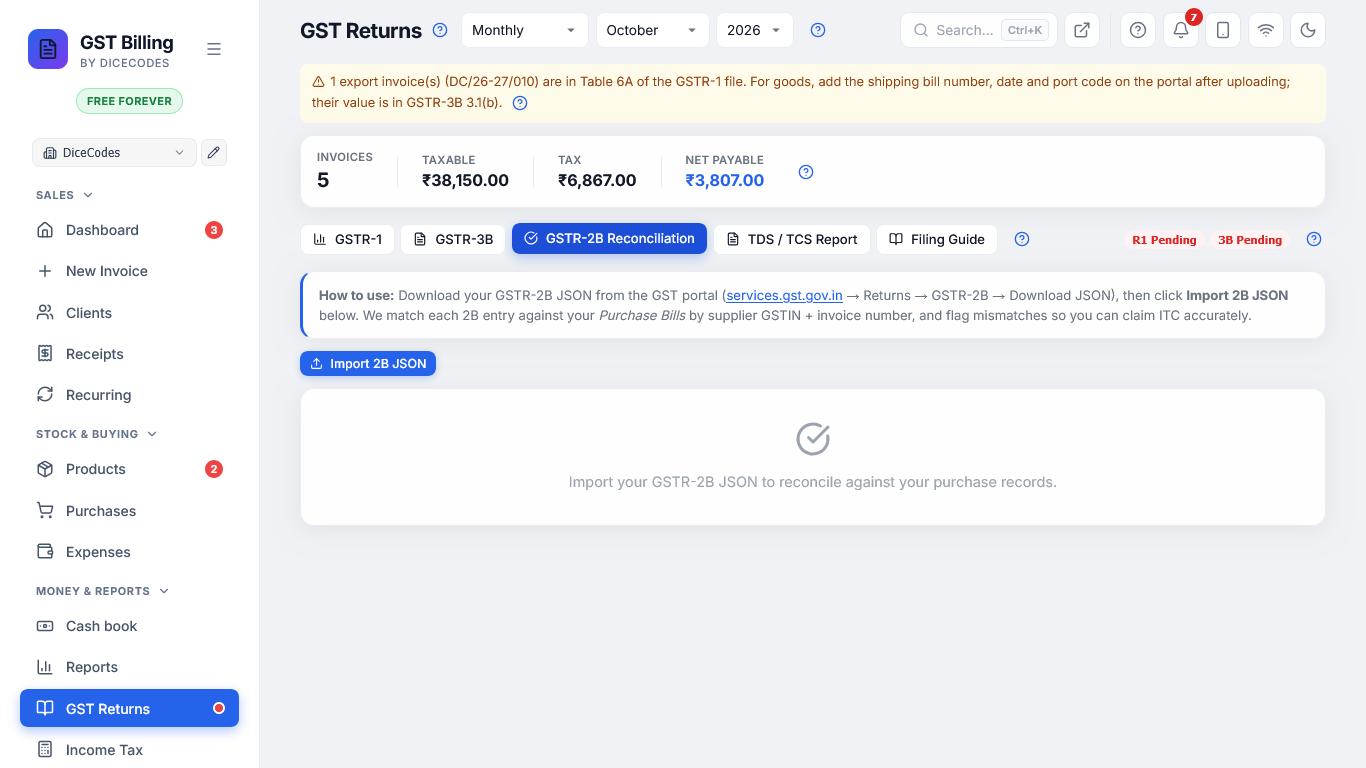 GST Billing
BY DICECODES
FREE FOREVER
DiceCodes
SALES
Dashboard 3
New Invoice
Clients
Receipts
Recurring
STOCK & BUYING
Products 2
Purchases
Expenses
MONEY & REPORTS
Cash book
Reports
GST Returns
Income Tax
GST Returns Monthly October 2026 Search... Ctrl+K 7
1 export invoice(s) (DC/26-27/010) are in Table 6A of the GSTR-1 file. For goods, add the shipping bill number, date and port code on the portal after uploading;
their value is in GSTR-3B 3.1(b).
INVOICES TAXABLE TAX NET PAYABLE
5 ₹38,150.00 ₹6,867.00 ₹3,807.00
GSTR-1 GSTR-3B GSTR-2B Reconciliation TDS / TCS Report Filing Guide R1 Pending 3B Pending
How to use: Download your GSTR-2B JSON from the GST portal (services.gst.gov.in → Returns → GSTR-2B → Download JSON), then click Import 2B JSON
below. We match each 2B entry against your Purchase Bills by supplier GSTIN + invoice number, and flag mismatches so you can claim ITC accurately.
Import 2B JSON
Import your GSTR-2B JSON to reconcile against your purchase records.